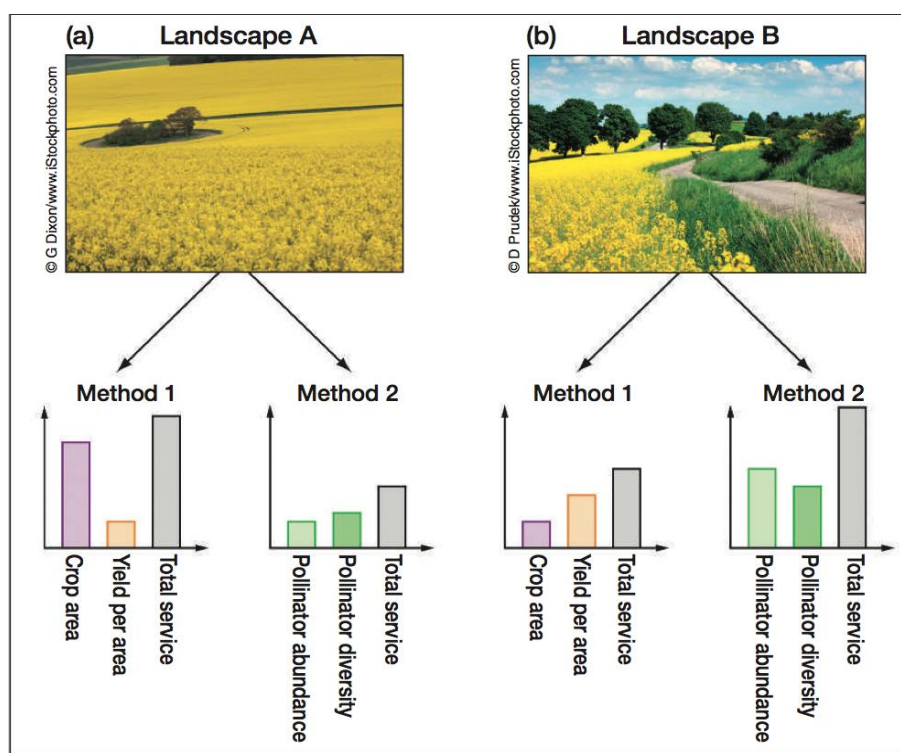 (a) Landscape A
© G Dixon/www.iStockphoto.com
Method 1
Crop area
Yield per area
Total service
Method 2
Pollinator abundance
Pollinator diversity
Total service
(b) Landscape B
© D Prudek/www.iStockphoto.com
Method 1
Crop area
Yield per area
Total service
Method 2
Pollinator abundance
Pollinator diversity
Total service